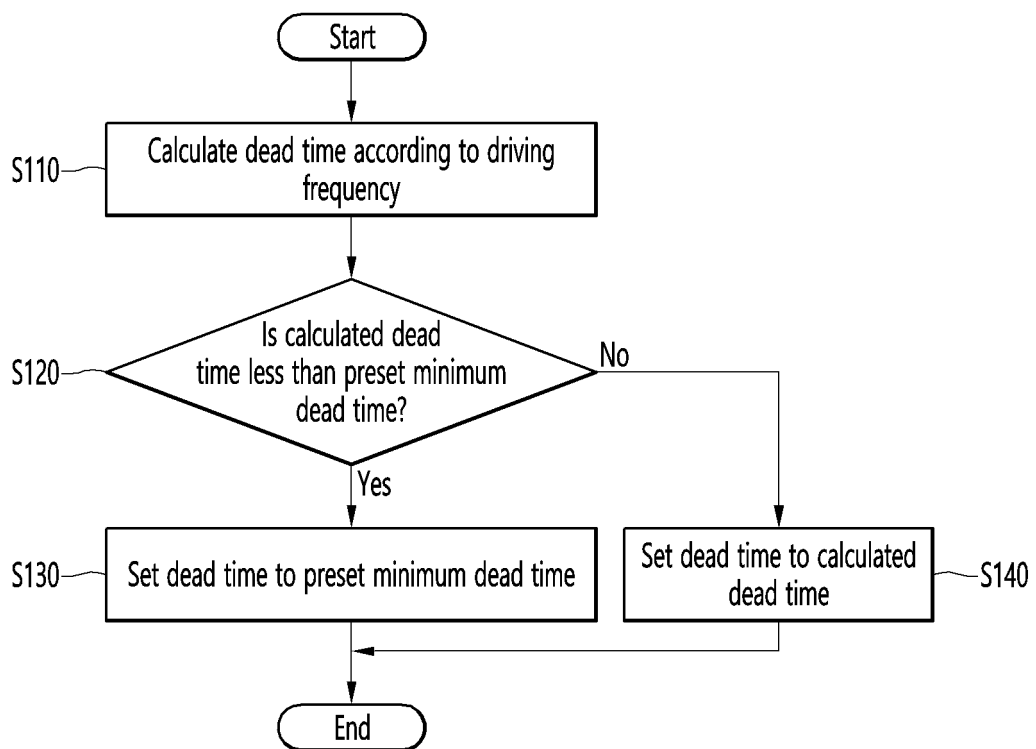 Start
S110
Calculate dead time according to driving
frequency
S120
Is calculated dead
time less than preset minimum
dead time?
No
Yes
S130
Set dead time to preset minimum dead time
Set dead time to calculated
dead time
S140
End